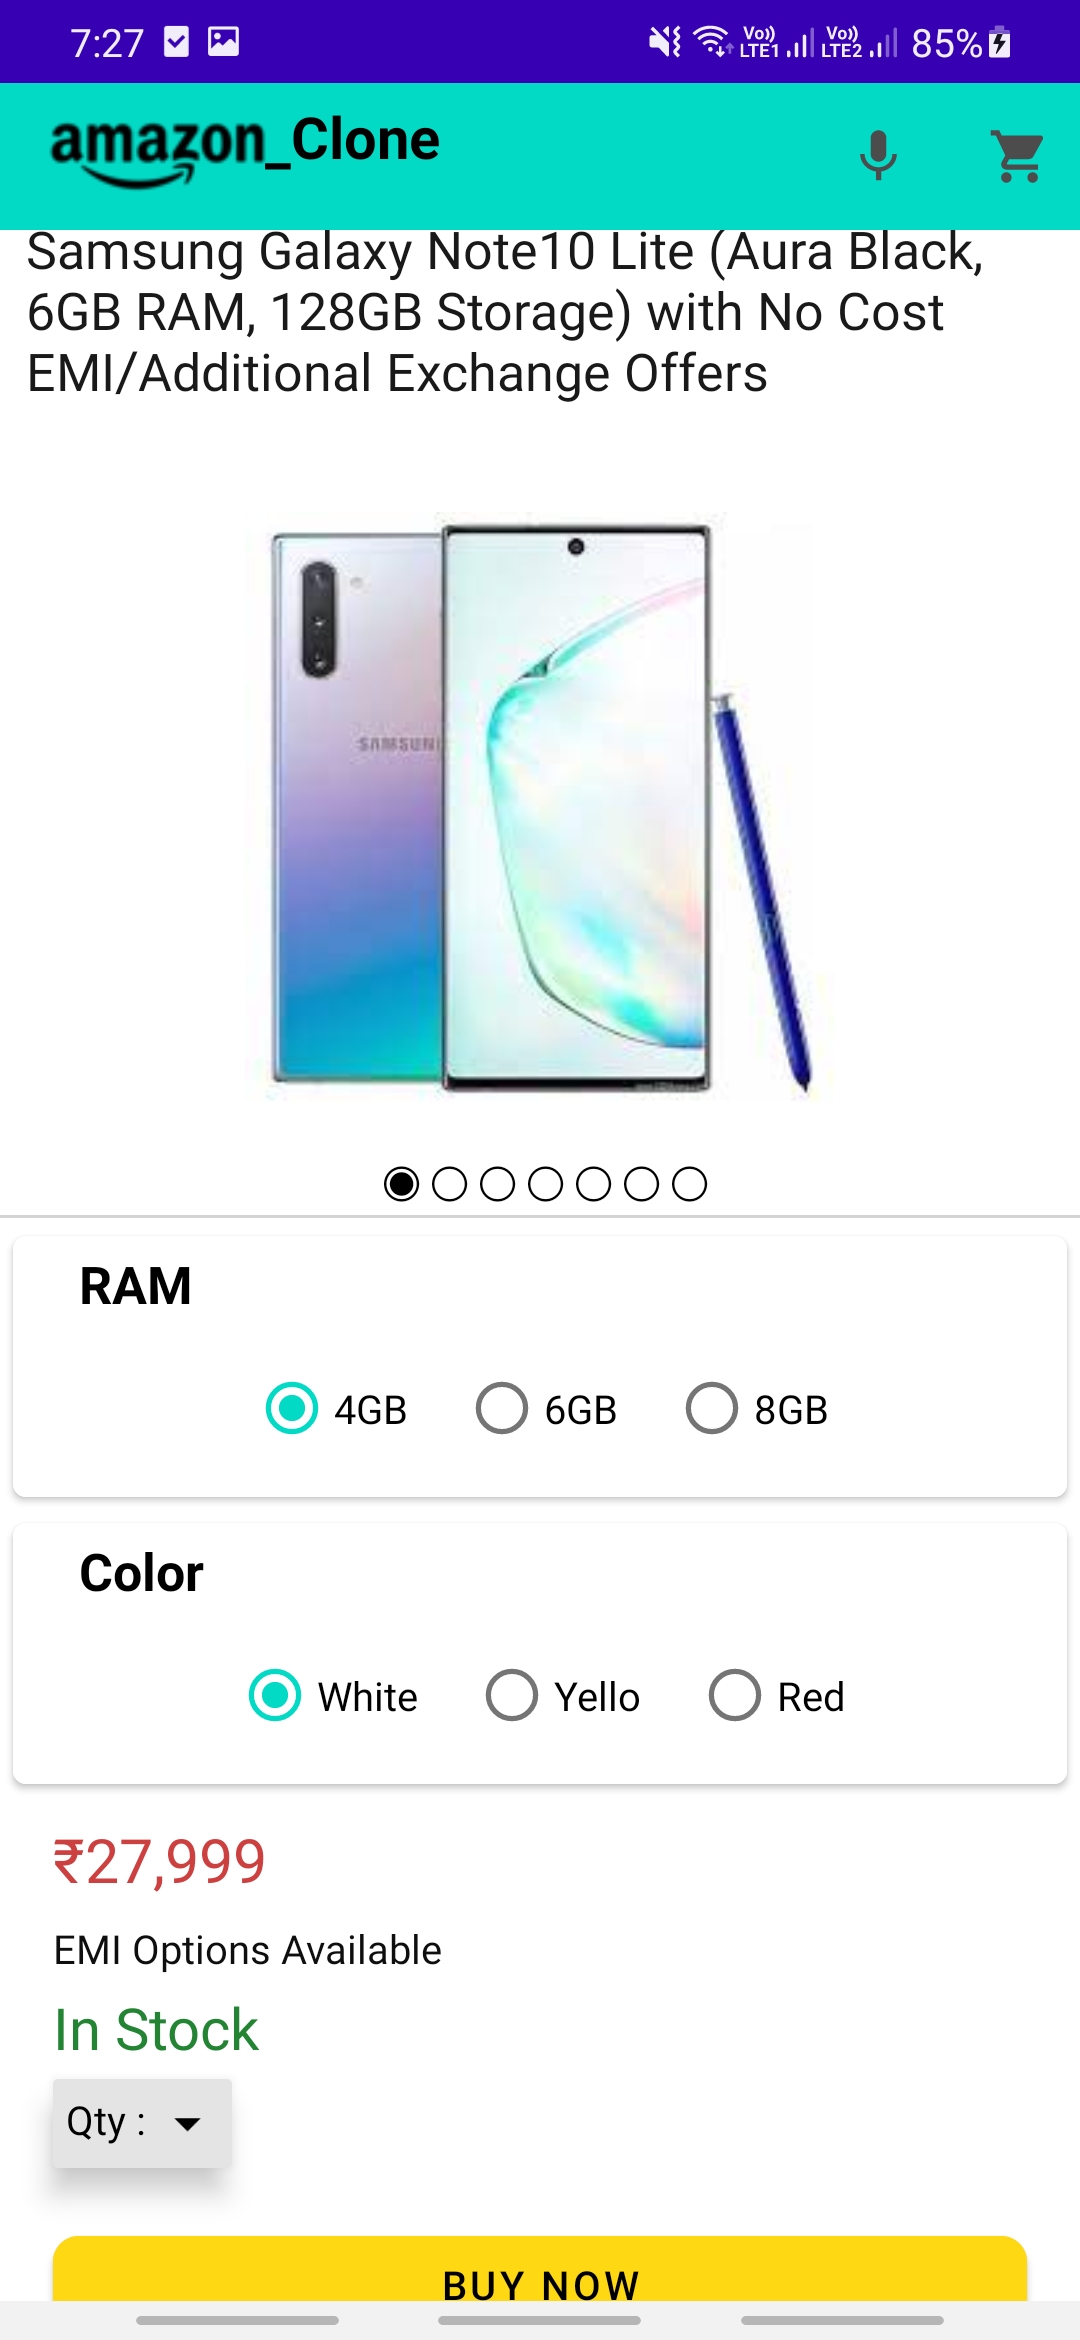 7:27 Vo)) LTE1 Vo)) LTE2 85%
amazon_Clone
Samsung Galaxy Note10 Lite (Aura Black,
6GB RAM, 128GB Storage) with No Cost
EMI/Additional Exchange Offers
SAMSUN
RAM
4GB 6GB 8GB
Color
White Yello Red
₹27,999
EMI Options Available
In Stock
Qty :
BUY NOW